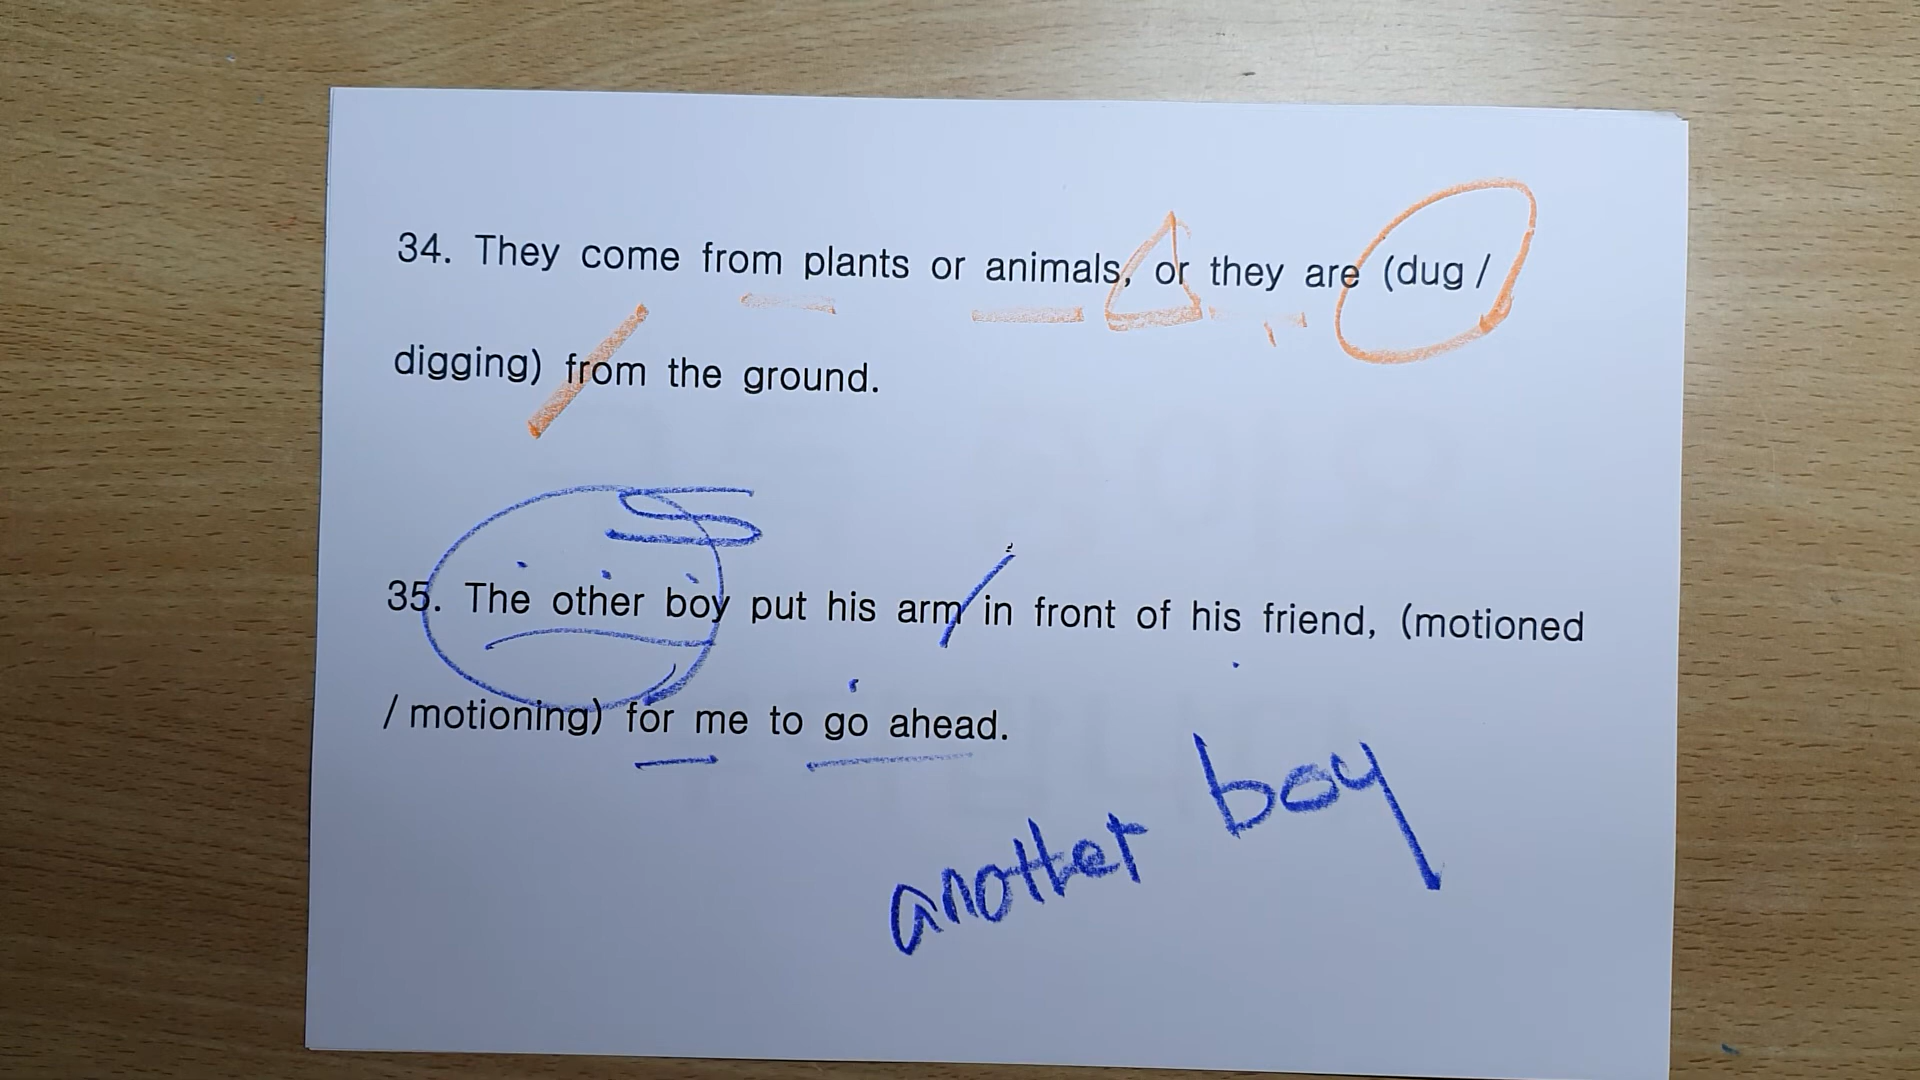 34. They come from plants or animals, or they are (dug /
digging) from the ground.
35. The other boy put his arm in front of his friend, (motioned
/ motioning) for me to go ahead.
another boy